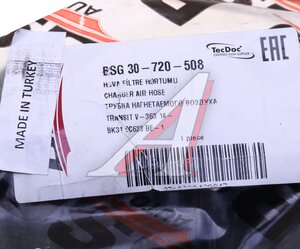 TecDoc
EAC
BSG 30-720-508
HAVA FİLTRE HORTUMU
CHARGER AIR HOSE
ТРУБКА НАГНЕТАЕМОГО ВОЗДУХА
TRANSIT V-363 14-
BK31 6C623 BE-1
1 piece
MADE IN TURKEY